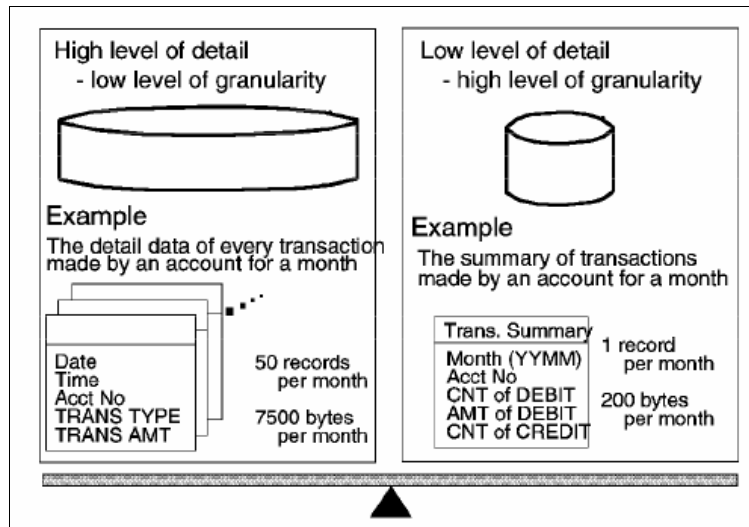 High level of detail
- low level of granularity
Example
The detail data of every transaction
made by an account for a month
Date
Time
Acct No
TRANS TYPE
TRANS AMT
50 records
per month
7500 bytes
per month
Low level of detail
- high level of granularity
Example
The summary of transactions
made by an account for a month
Trans. Summary
Month (YYMM)
Acct No
CNT of DEBIT
AMT of DEBIT
CNT of CREDIT
1 record
per month
200 bytes
per month